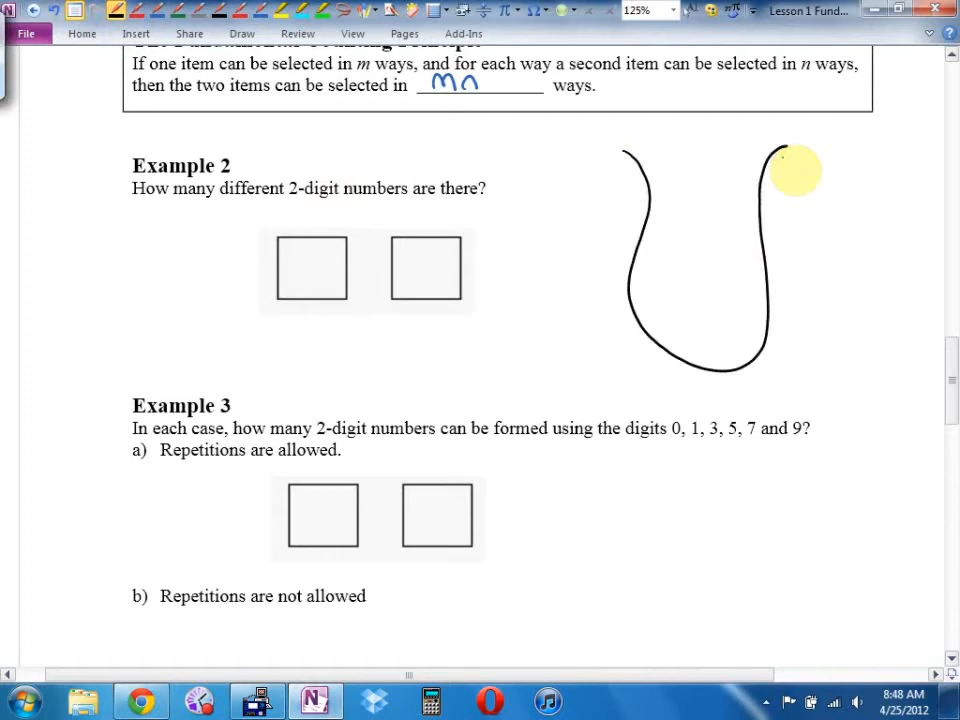 125%
Lesson 1 Fund...
File Home Insert Share Draw Review View Pages Add-Ins
The Fundamental Counting Principle
If one item can be selected in m ways, and for each way a second item can be selected in n ways,
then the two items can be selected in mn ways.
Example 2
How many different 2-digit numbers are there?
Example 3
In each case, how many 2-digit numbers can be formed using the digits 0, 1, 3, 5, 7 and 9?
a) Repetitions are allowed.
b) Repetitions are not allowed
8:48 AM
4/25/2012